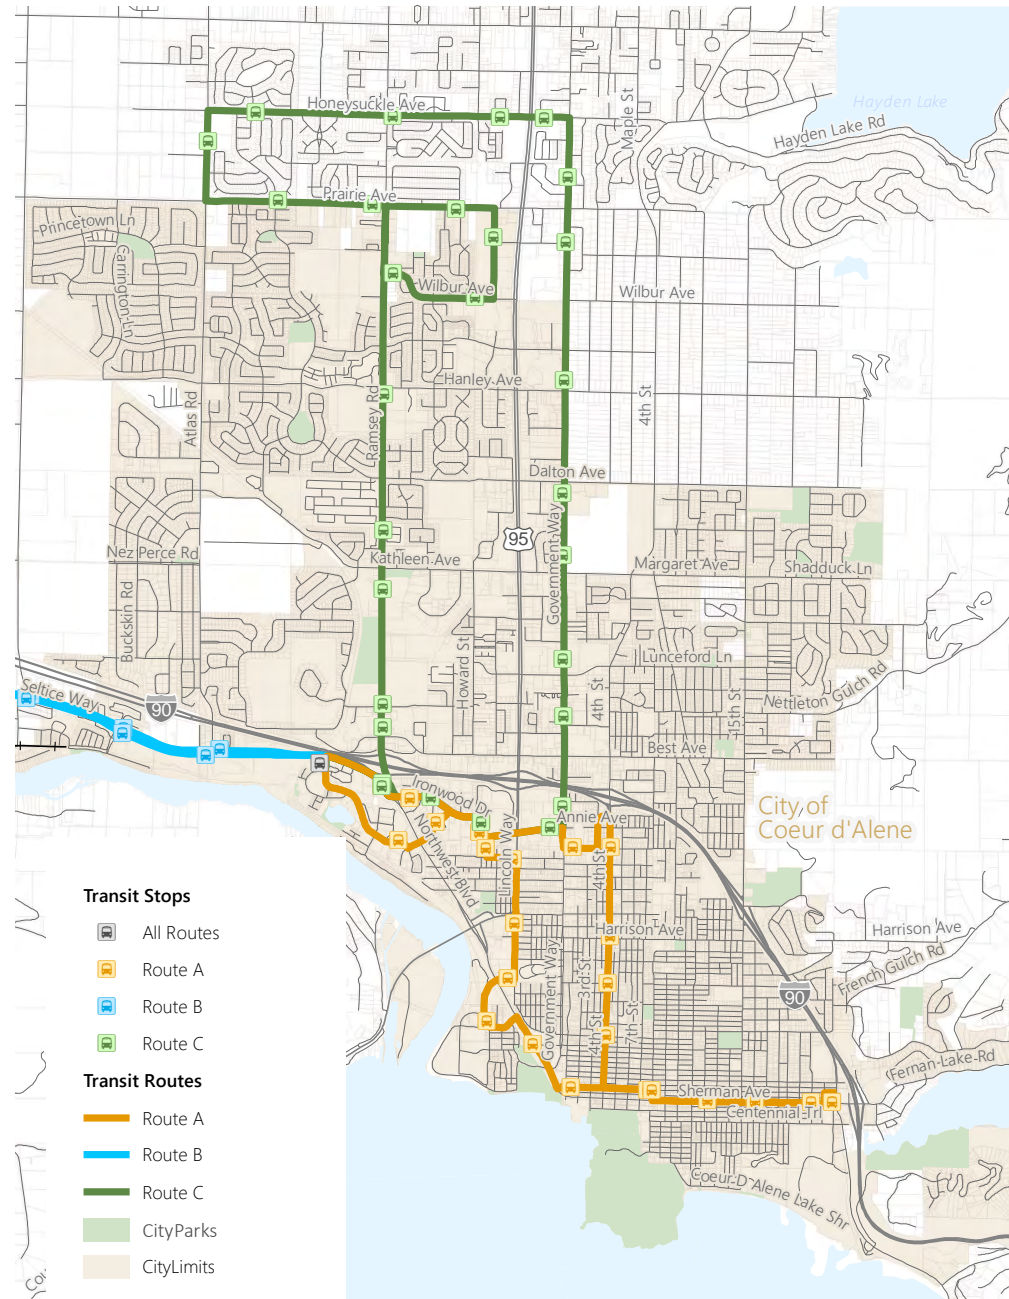 Honeysuckle Ave
Maple St
Hayden Lake
Hayden Lake Rd
Prairie Ave
Princetown Ln
Carrington Ln
Wilbur Ave
Wilbur Ave
Hanley Ave
Atlas Rd
Ramsey Rd
4th St
Dalton Ave
95
Government Way
Nez Perce Rd
Kathleen Ave
Margaret Ave
Shadduck Ln
Buckskin Rd
Howard St
Lunceford Ln
Nettleton Gulch Rd
Seltice Way
90
4th St
15th St
Best Ave
Ironwood Dr
Annie Ave
City of
Coeur d'Alene
Northwest Blvd
Lincoln Way
4th St
Harrison Ave
Harrison Ave
French Gulch Rd
Government Way
3rd St
4th St
7th St
90
Fernan Lake Rd
Sherman Ave
Centennial Trl
Coeur D'Alene Lake Shr
Transit Stops
All Routes
Route A
Route B
Route C
Transit Routes
Route A
Route B
Route C
CityParks
CityLimits